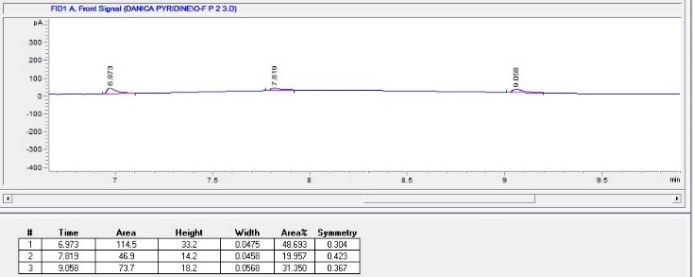 FID1 A, Front Signal (DANICA PYRIDINE\O-F P 2 3.D)
pA
300
200
100
0
-100
-200
-300
-400
6.973
7.819
9.058
7 7.5 8 8.5 9 9.5 min
# Time Area Height Width Area% Symmetry
1 6.973 114.5 33.2 0.0475 48.693 0.304
2 7.819 46.9 14.2 0.0458 19.957 0.423
3 9.058 73.7 18.2 0.0568 31.350 0.367